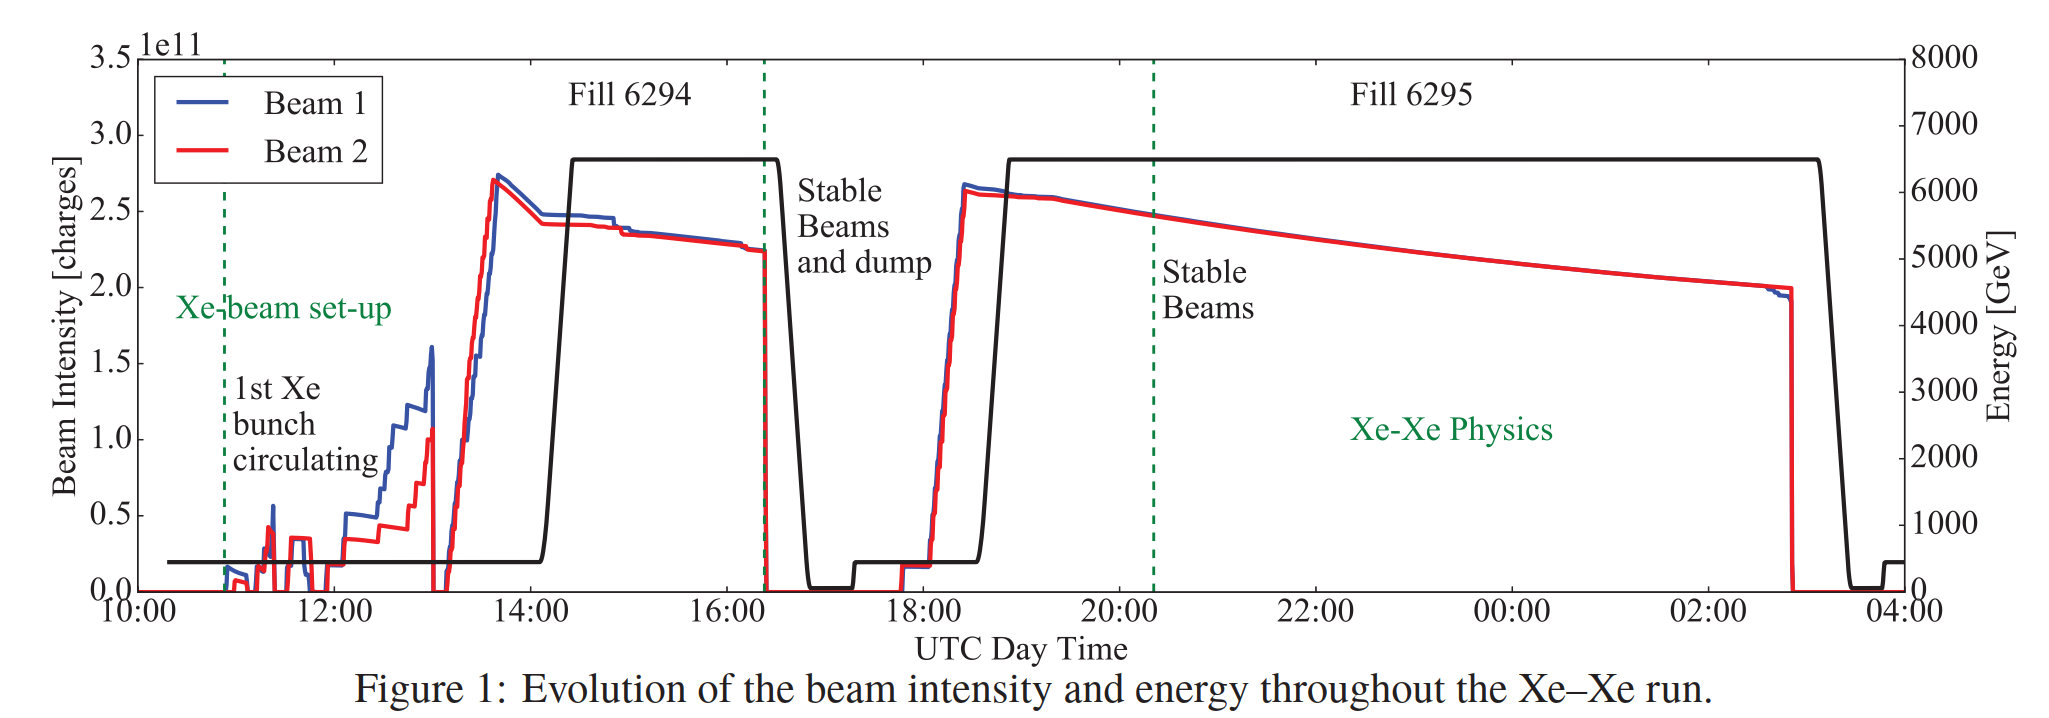 1e11
3.5
3.0
2.5
2.0
1.5
1.0
0.5
0.0
Beam Intensity [charges]
Beam 1
Beam 2
Fill 6294
Fill 6295
Xe-beam set-up
1st Xe
bunch
circulating
Stable
Beams
and dump
Stable
Beams
Xe-Xe Physics
8000
7000
6000
5000
4000
3000
2000
1000
0
Energy [GeV]
10:00 12:00 14:00 16:00 18:00 20:00 22:00 00:00 02:00 04:00
UTC Day Time
Figure 1: Evolution of the beam intensity and energy throughout the Xe–Xe run.